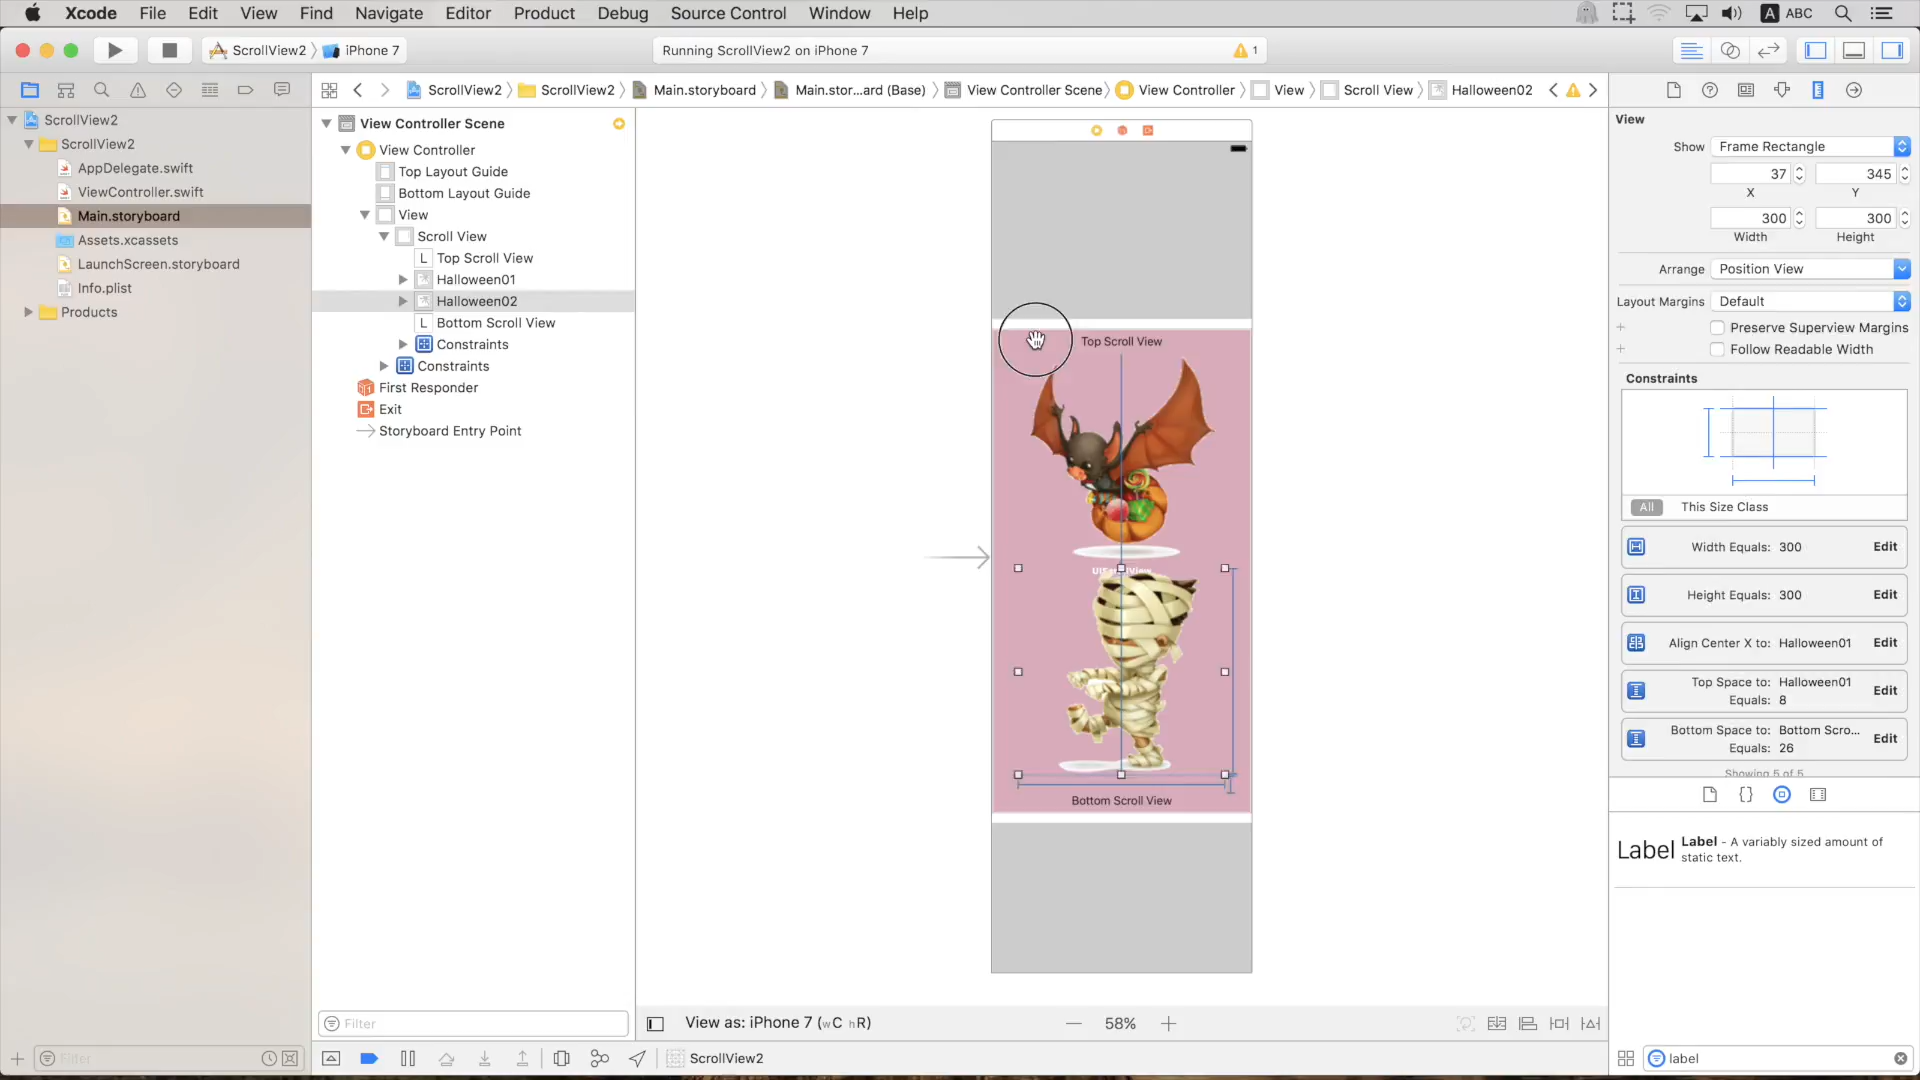 Xcode File Edit View Find Navigate Editor Product Debug Source Control Window Help
A ABC
ScrollView2 iPhone 7
Running ScrollView2 on iPhone 7
1
ScrollView2 ScrollView2 Main.storyboard Main.stor...ard (Base) View Controller Scene View Controller View Scroll View Halloween02
ScrollView2
ScrollView2
AppDelegate.swift
ViewController.swift
Main.storyboard
Assets.xcassets
LaunchScreen.storyboard
Info.plist
Products
Filter
View Controller Scene
View Controller
Top Layout Guide
Bottom Layout Guide
View
Scroll View
L Top Scroll View
Halloween01
Halloween02
L Bottom Scroll View
Constraints
Constraints
First Responder
Exit
Storyboard Entry Point
Filter
Top Scroll View
Bottom Scroll View
View as: iPhone 7 (wC hR)
58%
ScrollView2
View
Show Frame Rectangle
37 345
X Y
300 300
Width Height
Arrange Position View
Layout Margins Default
Preserve Superview Margins
Follow Readable Width
Constraints
All This Size Class
Width Equals: 300 Edit
Height Equals: 300 Edit
Align Center X to: Halloween01 Edit
Top Space to: Halloween01
Equals: 8 Edit
Bottom Space to: Bottom Scro...
Equals: 26 Edit
Showing 5 of 5
Label Label - A variably sized amount of
static text.
label